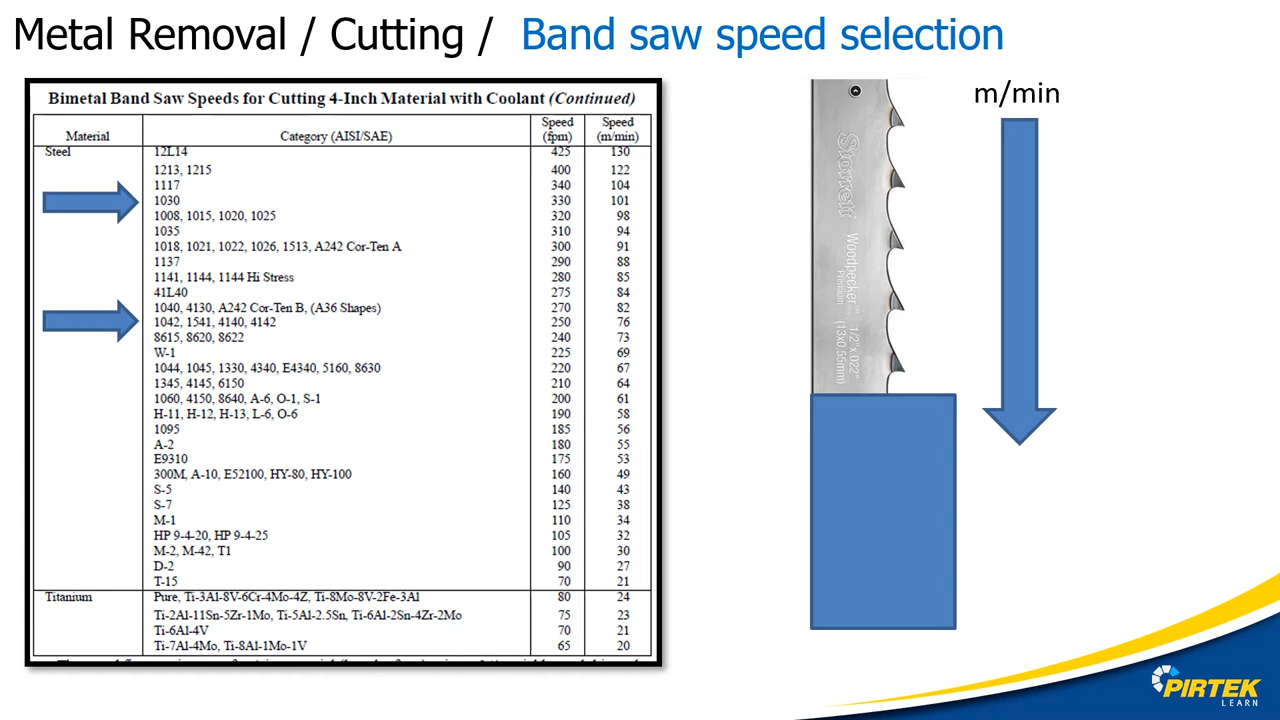 Metal Removal / Cutting / Band saw speed selection
Bimetal Band Saw Speeds for Cutting 4-Inch Material with Coolant (Continued)
Material Category (AISI/SAE) Speed (fpm) Speed (m/min)
Steel 12L14 425 130
1213, 1215 400 122
1117 340 104
1030 330 101
1008, 1015, 1020, 1025 320 98
1035 310 94
1018, 1021, 1022, 1026, 1513, A242 Cor-Ten A 300 91
1137 290 88
1141, 1144, 1144 Hi Stress 280 85
41L40 275 84
1040, 4130, A242 Cor-Ten B, (A36 Shapes) 270 82
1042, 1541, 4140, 4142 250 76
8615, 8620, 8622 240 73
W-1 225 69
1044, 1045, 1330, 4340, E4340, 5160, 8630 220 67
1345, 4145, 6150 210 64
1060, 4150, 8640, A-6, O-1, S-1 200 61
H-11, H-12, H-13, L-6, O-6 190 58
1095 185 56
A-2 180 55
E9310 175 53
300M, A-10, E52100, HY-80, HY-100 160 49
S-5 140 43
S-7 125 38
M-1 110 34
HP 9-4-20, HP 9-4-25 105 32
M-2, M-42, T1 100 30
D-2 90 27
T-15 70 21
Titanium Pure, Ti-3Al-8V-6Cr-4Mo-4Z, Ti-8Mo-8V-2Fe-3Al 80 24
Ti-2Al-11Sn-5Zr-1Mo, Ti-5Al-2.5Sn, Ti-6Al-2Sn-4Zr-2Mo 75 23
Ti-6Al-4V 70 21
Ti-7Al-4Mo, Ti-8Al-1Mo-1V 65 20
Starrett
Woodpecker™ 1/2"x.022"
Premium (13x0.55mm)
m/min
PIRTEK
LEARN